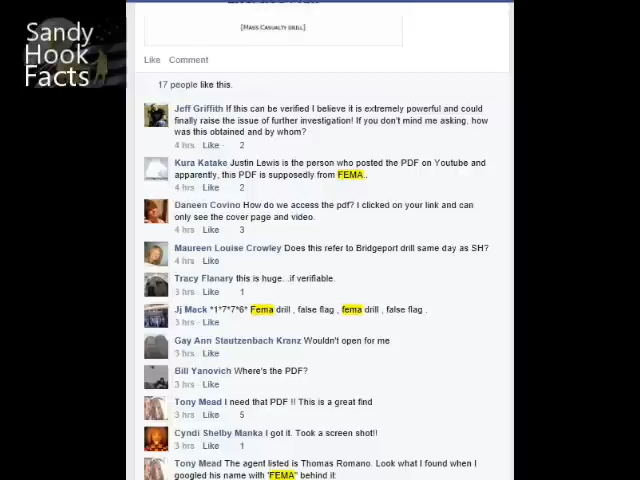 Sandy
Hook
Facts
[MASS CASUALTY DRILL]
Like Comment
17 people like this.
Jeff Griffith If this can be verified I believe it is extremely powerful and could
finally raise the issue of further investigation! If you don't mind me asking, how
was this obtained and by whom?
4 hrs Like · 2
Kura Katake Justin Lewis is the person who posted the PDF on Youtube and
apparently, this PDF is supposedly from FEMA..
4 hrs Like 2
Daneen Covino How do we access the pdf? I clicked on your link and can
only see the cover page and video.
4 hrs Like 3
Maureen Louise Crowley Does this refer to Bridgeport drill same day as SH?
4 hrs Like
Tracy Flanary this is huge...if verifiable.
3 hrs Like 1
Jj Mack *1*7*7*6* Fema drill , false flag , fema drill , false flag .
3 hrs Like
Gay Ann Stautzenbach Kranz Wouldn't open for me
3 hrs Like
Bill Yanovich Where's the PDF?
3 hrs Like
Tony Mead I need that PDF !! This is a great find
3 hrs Like 5
Cyndi Shelby Manka I got it. Took a screen shot!!
3 hrs Like 1
Tony Mead The agent listed is Thomas Romano. Look what I found when I
googled his name with "FEMA" behind it: